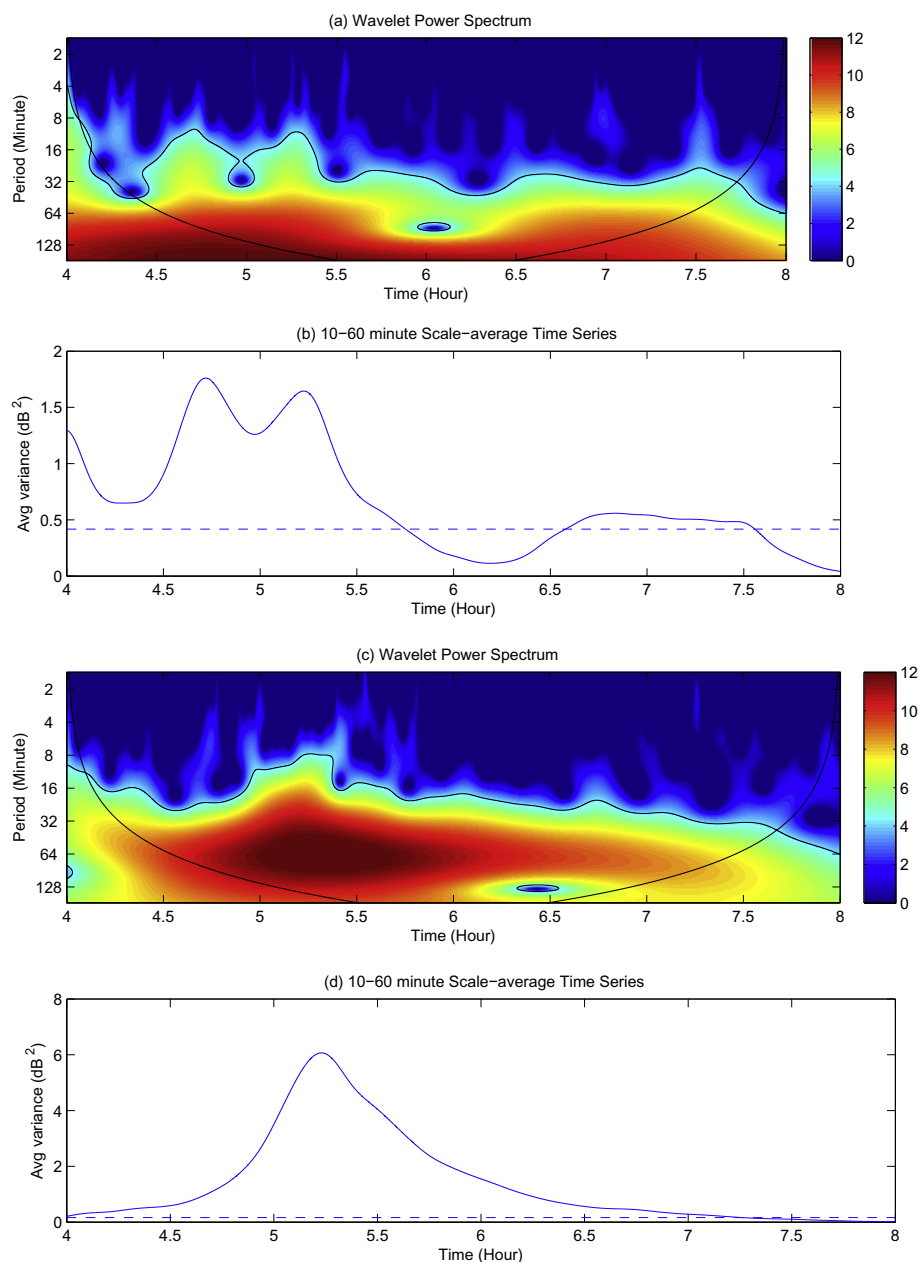 (a) Wavelet Power Spectrum
Period (Minute)
2
4
8
16
32
64
128
4 4.5 5 5.5 6 6.5 7 7.5 8
Time (Hour)
12
10
8
6
4
2
0
(b) 10−60 minute Scale−average Time Series
Avg variance (dB 2)
2
1.5
1
0.5
0
4 4.5 5 5.5 6 6.5 7 7.5 8
Time (Hour)
(c) Wavelet Power Spectrum
Period (Minute)
2
4
8
16
32
64
128
4 4.5 5 5.5 6 6.5 7 7.5 8
Time (Hour)
12
10
8
6
4
2
0
(d) 10−60 minute Scale−average Time Series
Avg variance (dB 2)
8
6
4
2
0
4 4.5 5 5.5 6 6.5 7 7.5 8
Time (Hour)